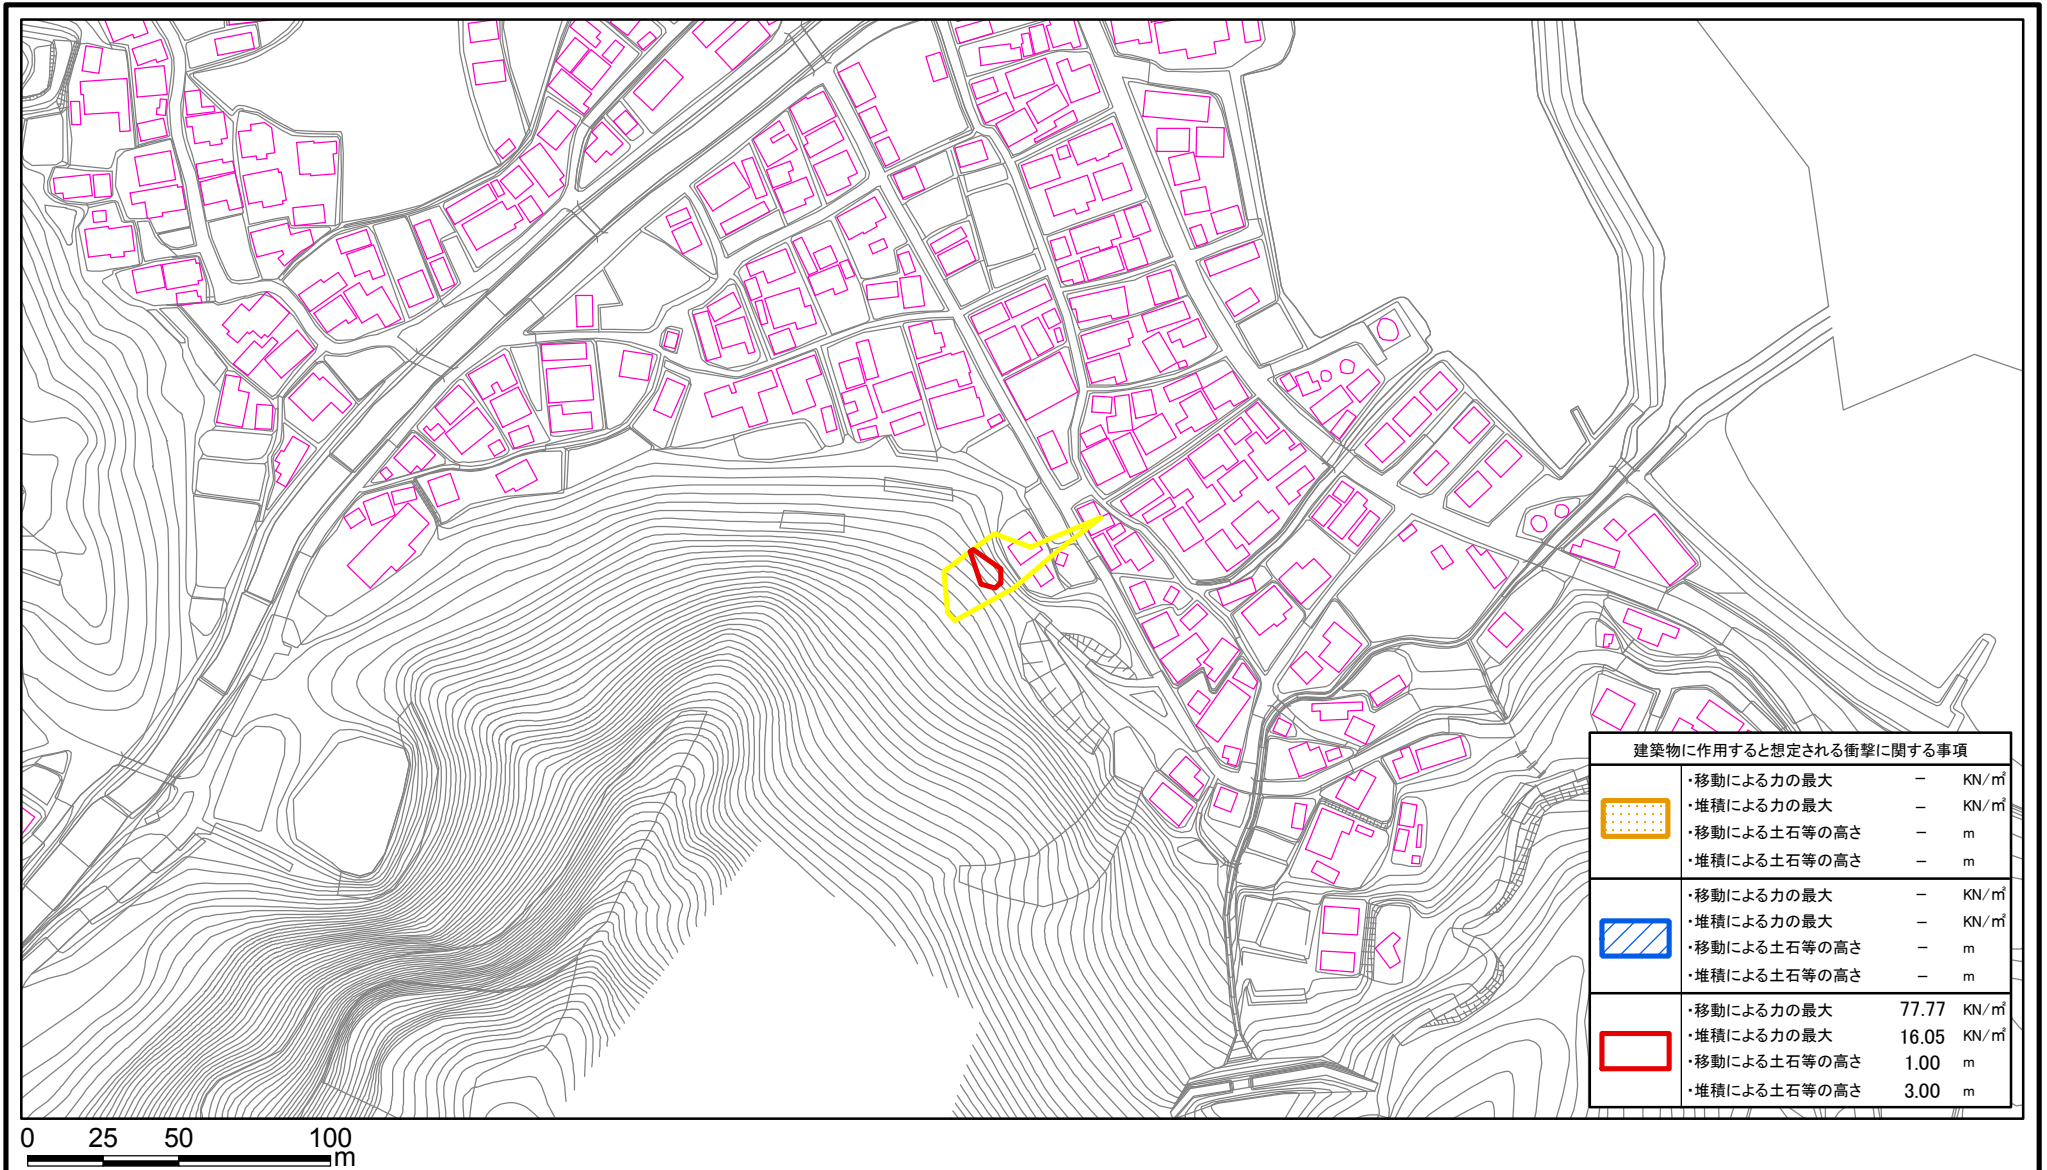 建築物に作用すると想定される衝撃に関する事項
・移動による力の最大 － KN/㎡
・堆積による力の最大 － KN/㎡
・移動による土石等の高さ － m
・堆積による土石等の高さ － m
・移動による力の最大 － KN/㎡
・堆積による力の最大 － KN/㎡
・移動による土石等の高さ － m
・堆積による土石等の高さ － m
・移動による力の最大 77.77 KN/㎡
・堆積による力の最大 16.05 KN/㎡
・移動による土石等の高さ 1.00 m
・堆積による土石等の高さ 3.00 m
0 25 50 100
m